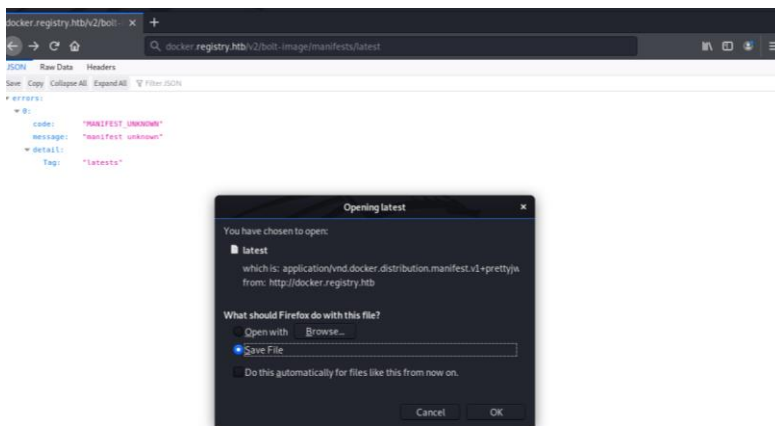 docker.registry.htb/v2/bolt-
docker.registry.htb/v2/bolt-image/manifests/latest
JSON Raw Data Headers
Save Copy Collapse All Expand All Filter JSON
errors:
0:
code: "MANIFEST_UNKNOWN"
message: "manifest unknown"
detail:
Tag: "latests"
Opening latest
You have chosen to open:
latest
which is: application/vnd.docker.distribution.manifest.v1+prettyjw
from: http://docker.registry.htb
What should Firefox do with this file?
Open with Browse...
Save File
Do this automatically for files like this from now on.
Cancel OK